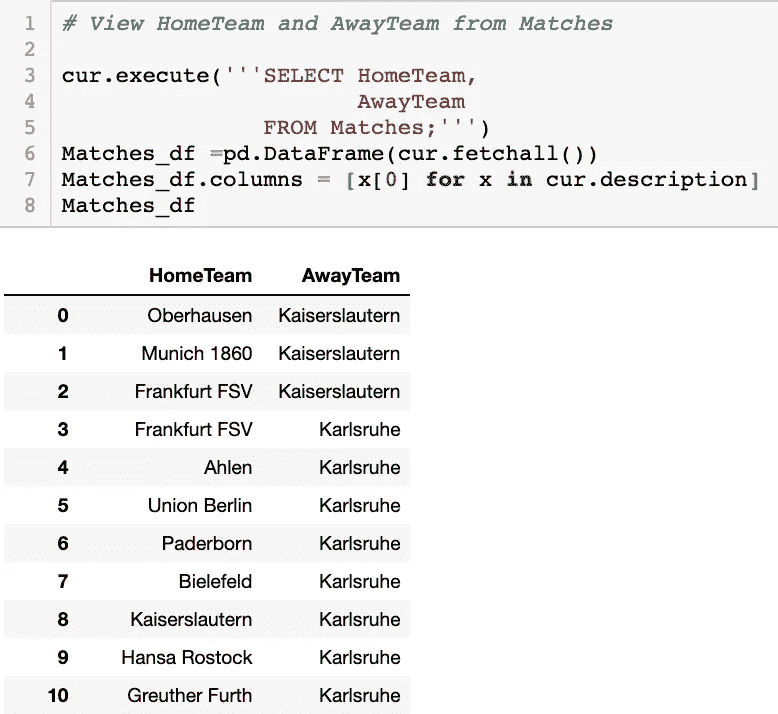 1 # View HomeTeam and AwayTeam from Matches
2
3 cur.execute('''SELECT HomeTeam,
4                       AwayTeam
5                FROM Matches;''')
6 Matches_df =pd.DataFrame(cur.fetchall())
7 Matches_df.columns = [x[0] for x in cur.description]
8 Matches_df
HomeTeam AwayTeam
0 Oberhausen Kaiserslautern
1 Munich 1860 Kaiserslautern
2 Frankfurt FSV Kaiserslautern
3 Frankfurt FSV Karlsruhe
4 Ahlen Karlsruhe
5 Union Berlin Karlsruhe
6 Paderborn Karlsruhe
7 Bielefeld Karlsruhe
8 Kaiserslautern Karlsruhe
9 Hansa Rostock Karlsruhe
10 Greuther Furth Karlsruhe